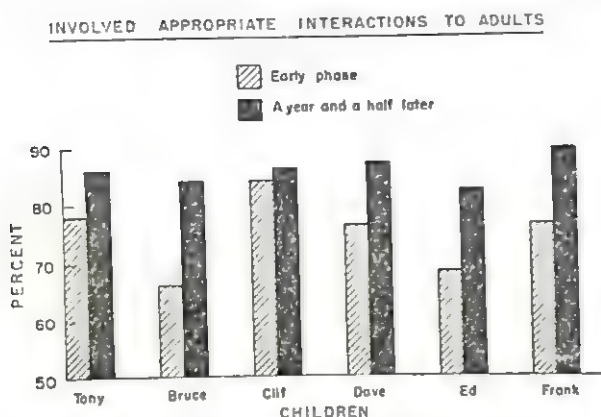 INVOLVED APPROPRIATE INTERACTIONS TO ADULTS
Early phase
A year and a half later
90
80
70
60
50
PERCENT
Tony Bruce Clif Dave Ed Frank
CHILDREN